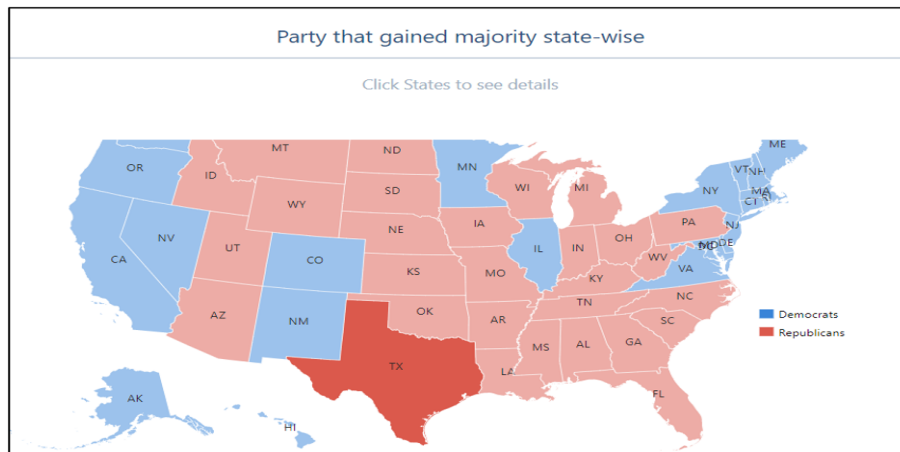 Party that gained majority state-wise
Click States to see details
ME
ND
MT
MN
VT NH
OR
ID
WI
MI
SD
NY
MA
WY
CT
RI
IA
PA
NE
NJ
OH
NV
IL
IN
UT
MD
DE
DC
CO
WV
CA
VA
KS
MO
KY
NC
TN
OK
AZ
NM
AR
SC
Democrats
MS
AL
GA
Republicans
TX
LA
FL
AK
HI